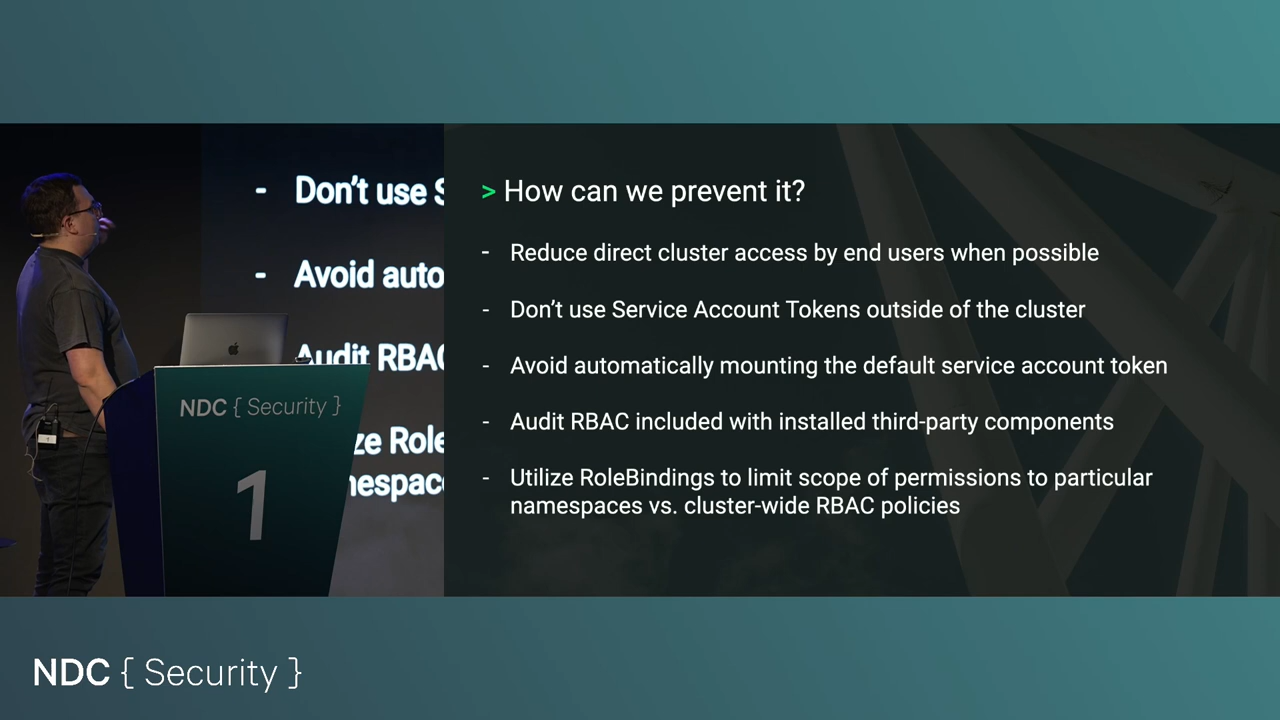 - Don't use S
- Avoid auto
Audit RBAC
ze Role
nespac
NDC { Security }
1
> How can we prevent it?
- Reduce direct cluster access by end users when possible
- Don't use Service Account Tokens outside of the cluster
- Avoid automatically mounting the default service account token
- Audit RBAC included with installed third-party components
- Utilize RoleBindings to limit scope of permissions to particular
namespaces vs. cluster-wide RBAC policies
NDC { Security }